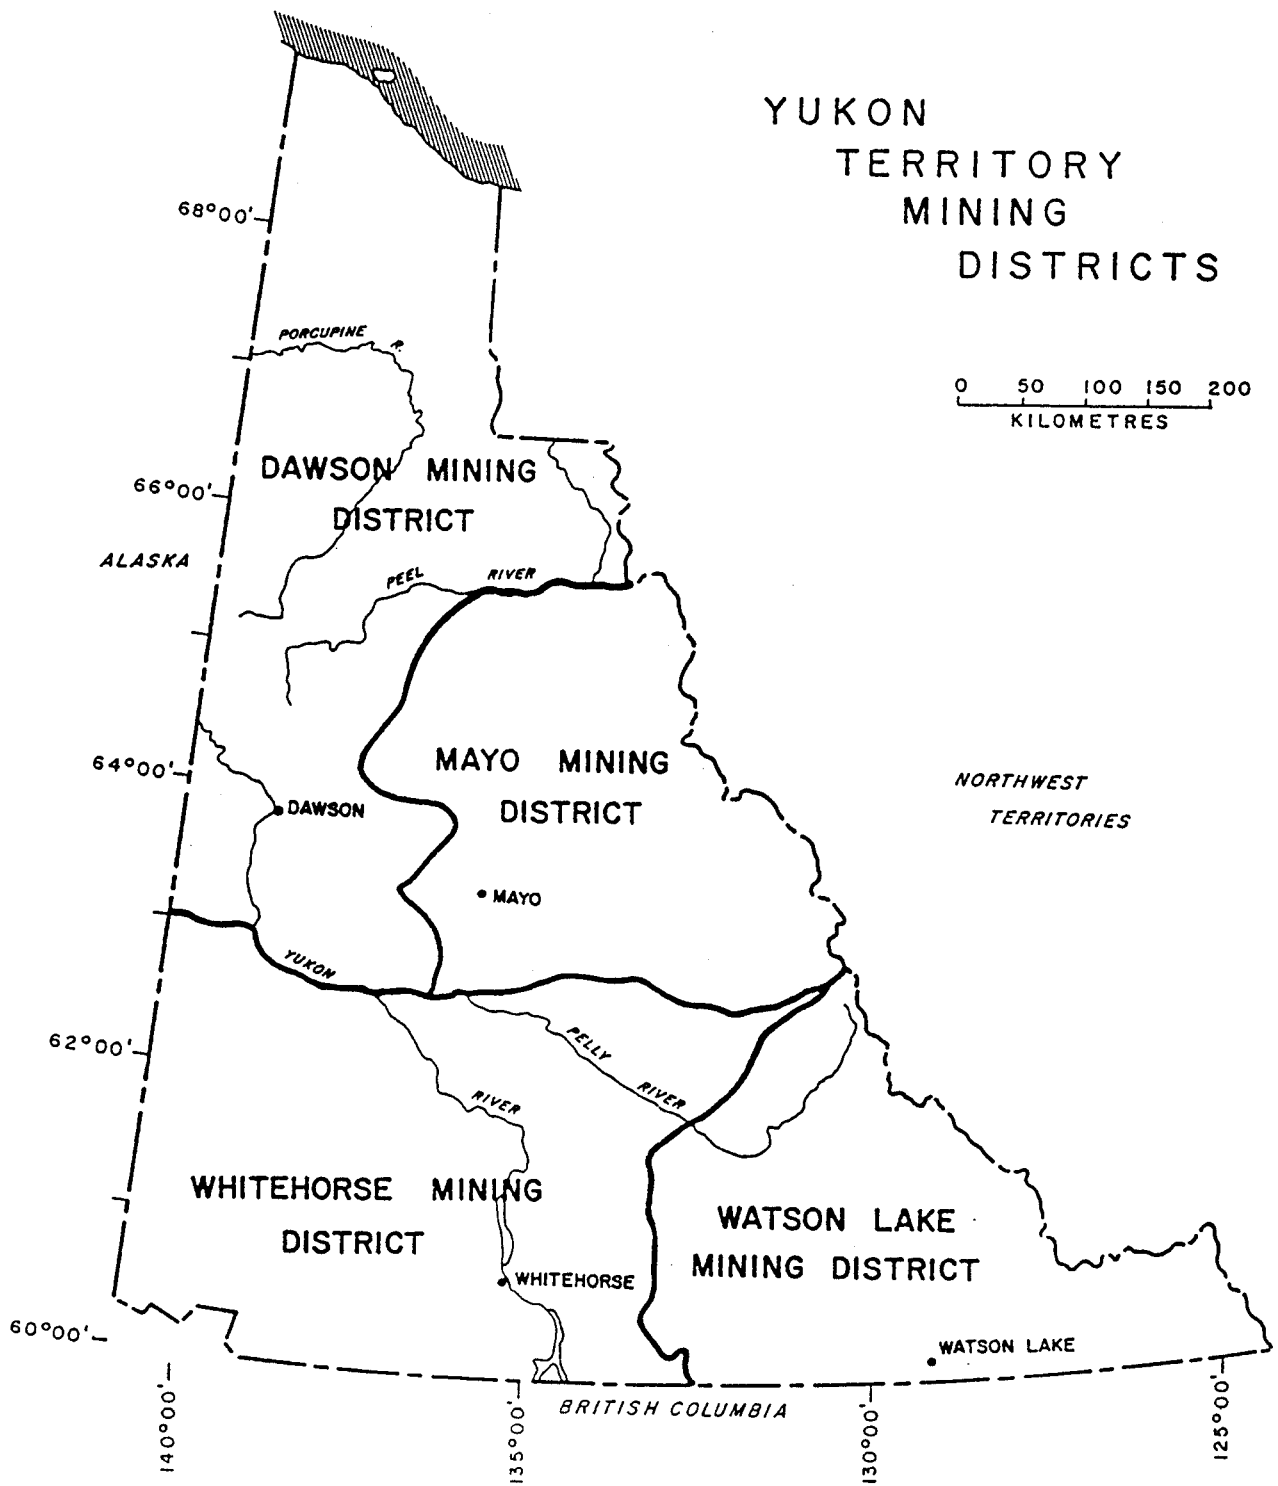 YUKON
TERRITORY
MINING
DISTRICTS
68°00'
PORCUPINE R.
0 50 100 150 200
KILOMETRES
DAWSON MINING
DISTRICT
66°00'
ALASKA
PEEL RIVER
64°00'
MAYO MINING
DISTRICT
NORTHWEST
TERRITORIES
DAWSON
MAYO
YUKON
RIVER
62°00'
PELLY
RIVER
WHITEHORSE MINING
DISTRICT
WATSON LAKE
MINING DISTRICT
WHITEHORSE
60°00'
WATSON LAKE
BRITISH COLUMBIA
140°00'
135°00'
130°00'
125°00'